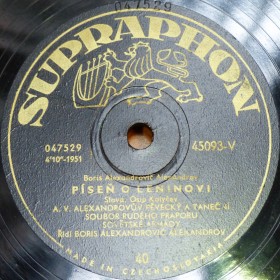 047529
SUPRAPHON
047529
4'10"-1951
45093-V
Boris Alexandrovič Alexandrov
PÍSEŇ O LENINOVI
Slova: Osip Kolyčev
A. V. ALEXANDROVŮV PĚVECKÝ A TANEČNÍ
SOUBOR RUDÉHO PRAPORU
SOVĚTSKÉ ARMÁDY
Řídí BORIS ALEXANDROVIČ ALEXANDROV
40
MADE IN CZECHOSLOVAKIA